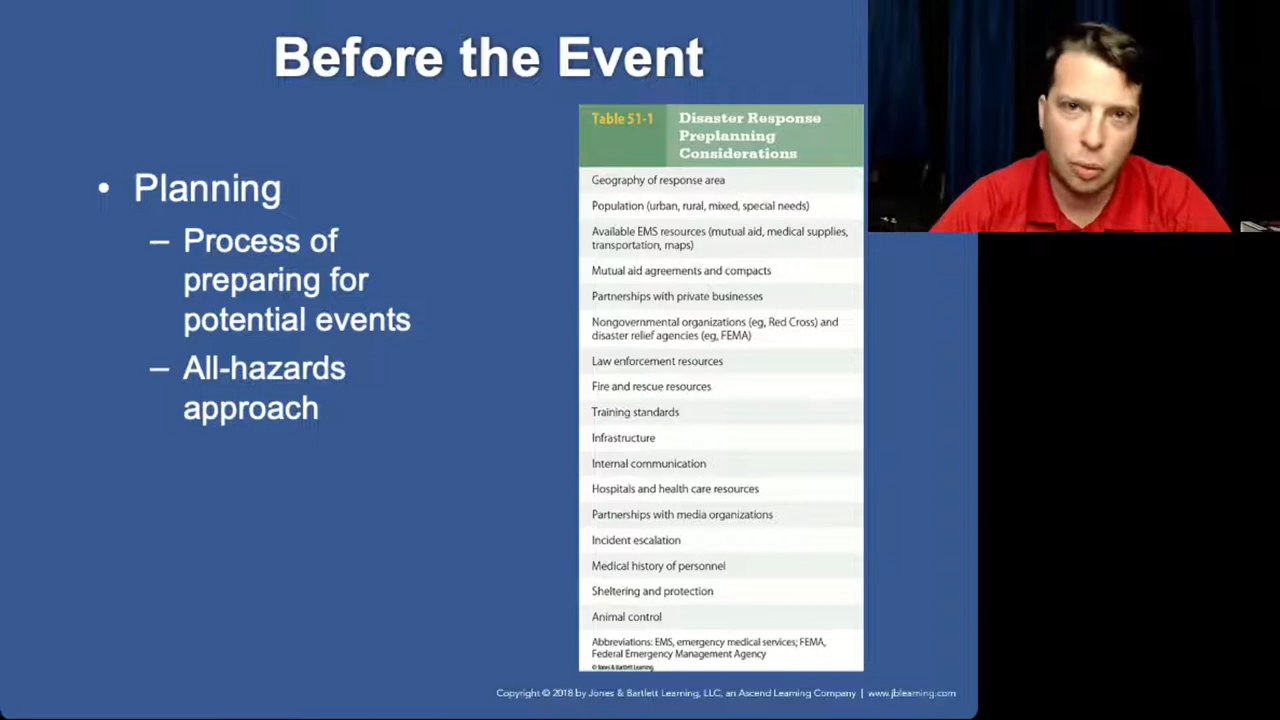 Before the Event
• Planning
– Process of
preparing for
potential events
– All-hazards
approach
Table 51-1
Disaster Response
Preplanning
Considerations
Geography of response area
Population (urban, rural, mixed, special needs)
Available EMS resources (mutual aid, medical supplies,
transportation, maps)
Mutual aid agreements and compacts
Partnerships with private businesses
Nongovernmental organizations (eg, Red Cross) and
disaster relief agencies (eg, FEMA)
Law enforcement resources
Fire and rescue resources
Training standards
Infrastructure
Internal communication
Hospitals and health care resources
Partnerships with media organizations
Incident escalation
Medical history of personnel
Sheltering and protection
Animal control
Abbreviations: EMS, emergency medical services; FEMA,
Federal Emergency Management Agency
© Jones & Bartlett Learning.
Copyright © 2018 by Jones & Bartlett Learning, LLC, an Ascend Learning Company | www.jblearning.com